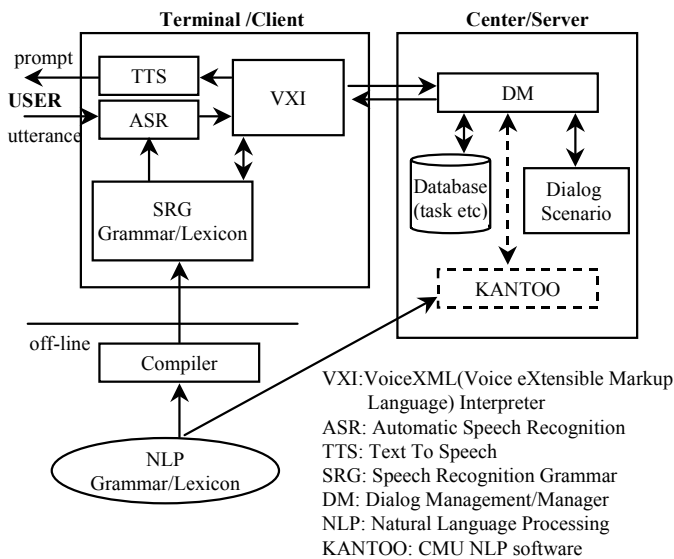 Terminal /Client
Center/Server
prompt
TTS
VXI
DM
USER
ASR
utterance
Database
(task etc)
Dialog
Scenario
SRG
Grammar/Lexicon
KANTOO
off-line
Compiler
NLP
Grammar/Lexicon
VXI:VoiceXML(Voice eXtensible Markup
Language) Interpreter
ASR: Automatic Speech Recognition
TTS: Text To Speech
SRG: Speech Recognition Grammar
DM: Dialog Management/Manager
NLP: Natural Language Processing
KANTOO: CMU NLP software